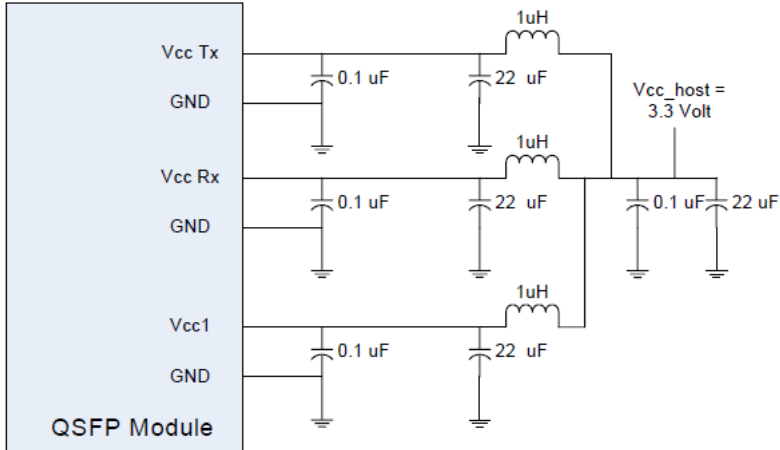 1uH
Vcc Tx
0.1 uF
22 uF
GND
Vcc_host =
3.3 Volt
1uH
Vcc Rx
0.1 uF
22 uF
0.1 uF
22 uF
GND
1uH
Vcc1
0.1 uF
22 uF
GND
QSFP Module